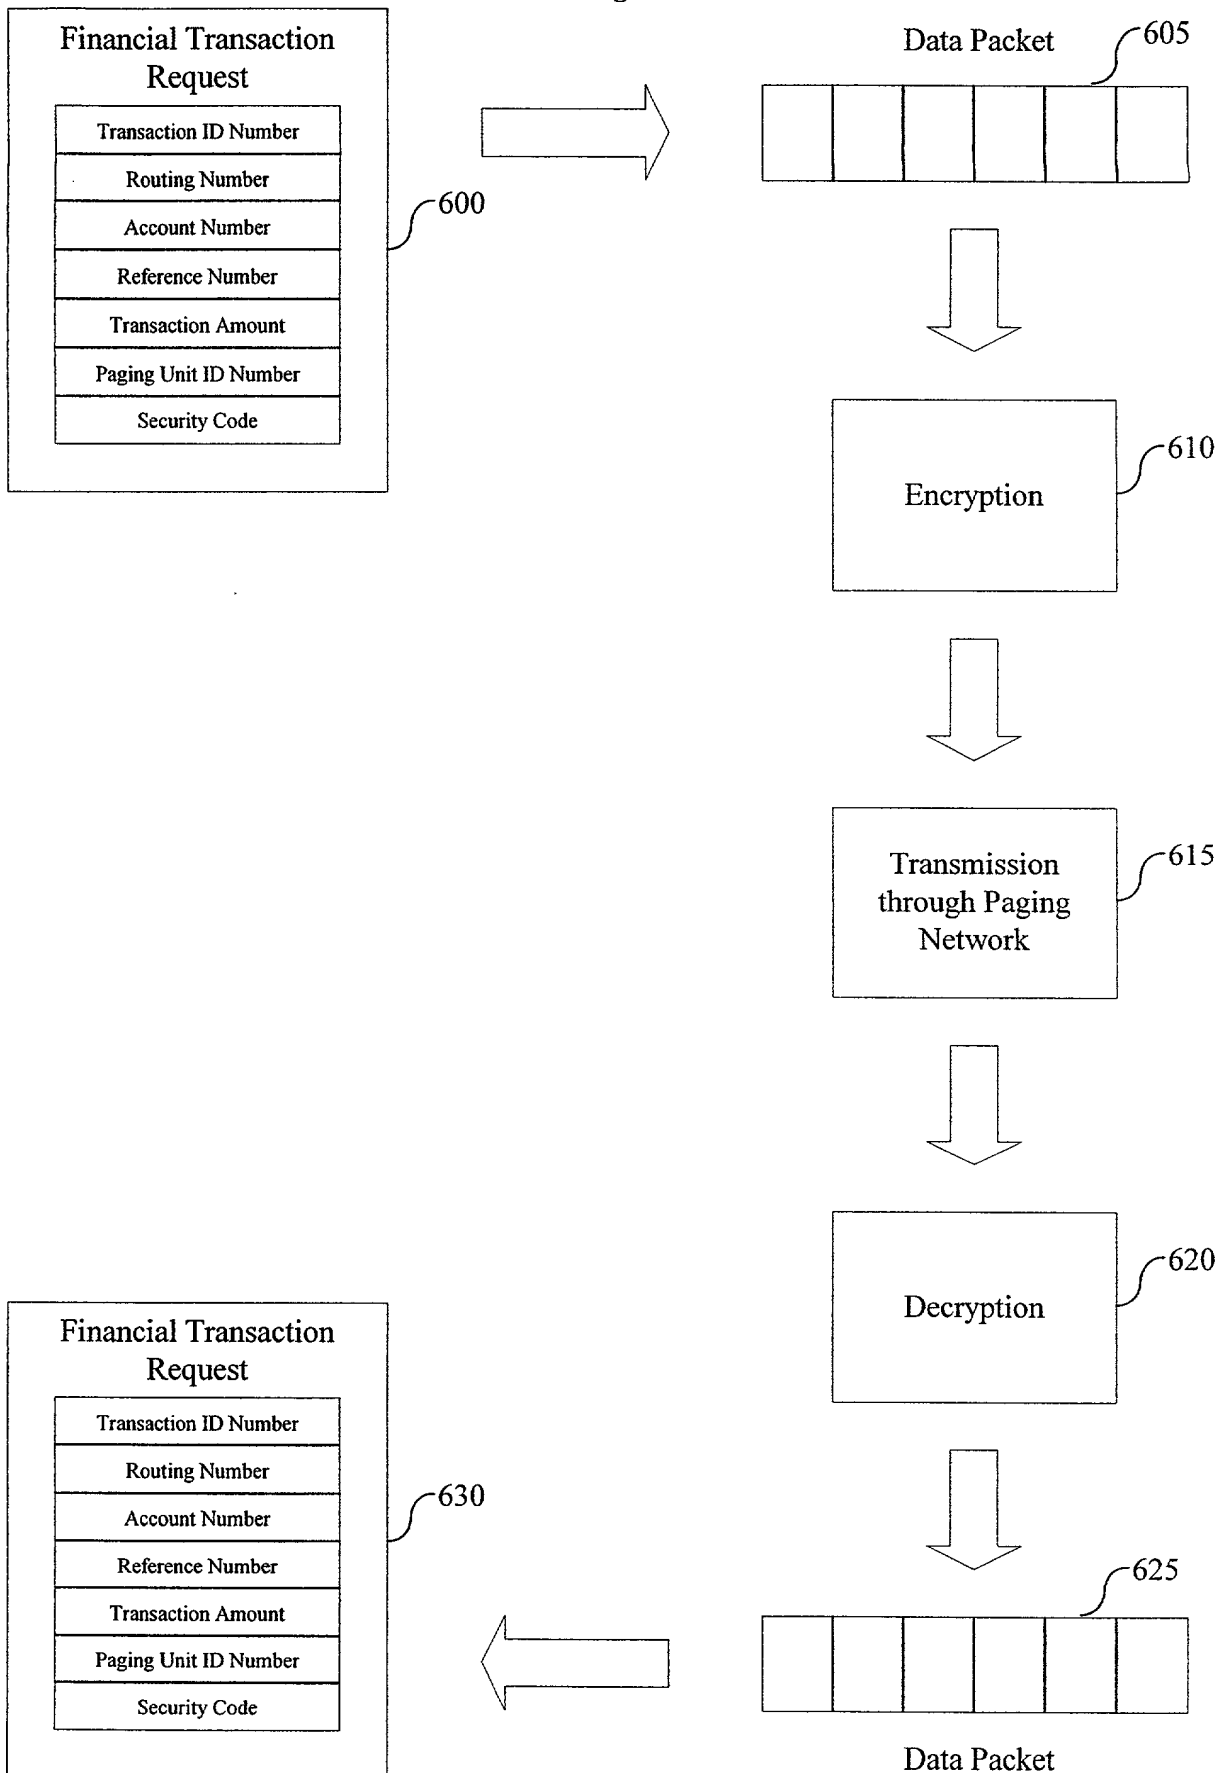 Financial Transaction
Request
Transaction ID Number
Routing Number
Account Number
Reference Number
Transaction Amount
Paging Unit ID Number
Security Code
600
Data Packet
605
Encryption
610
Transmission
through Paging
Network
615
Decryption
620
Financial Transaction
Request
Transaction ID Number
Routing Number
Account Number
Reference Number
Transaction Amount
Paging Unit ID Number
Security Code
630
625
Data Packet